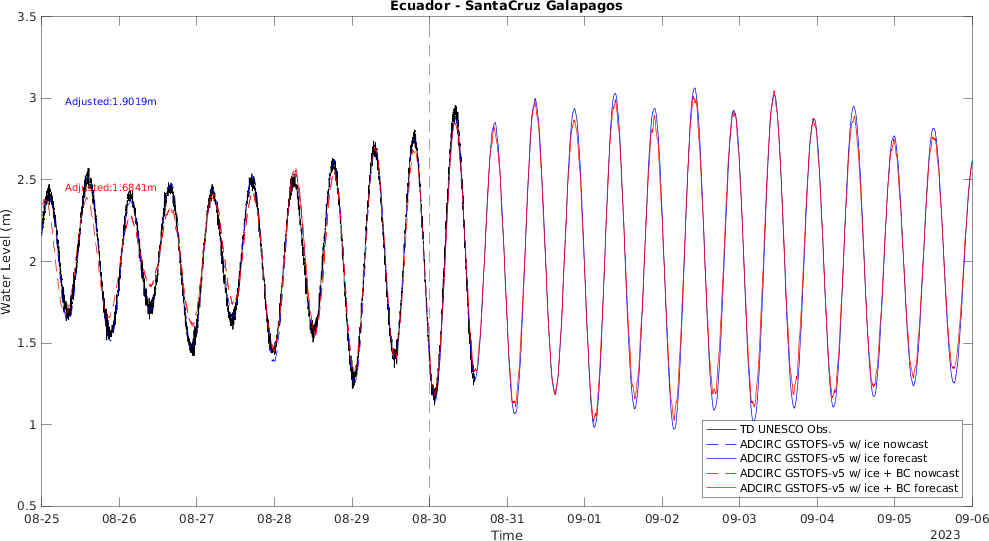 Ecuador - SantaCruz Galapagos
3.5
3
2.5
2
1.5
1
0.5
Water Level (m)
Adjusted:1.9019m
Adjusted:1.6841m
TD UNESCO Obs.
ADCIRC GSTOFS-v5 w/ ice nowcast
ADCIRC GSTOFS-v5 w/ ice forecast
ADCIRC GSTOFS-v5 w/ ice + BC nowcast
ADCIRC GSTOFS-v5 w/ ice + BC forecast
08-25 08-26 08-27 08-28 08-29 08-30 08-31 09-01 09-02 09-03 09-04 09-05 09-06
Time
2023